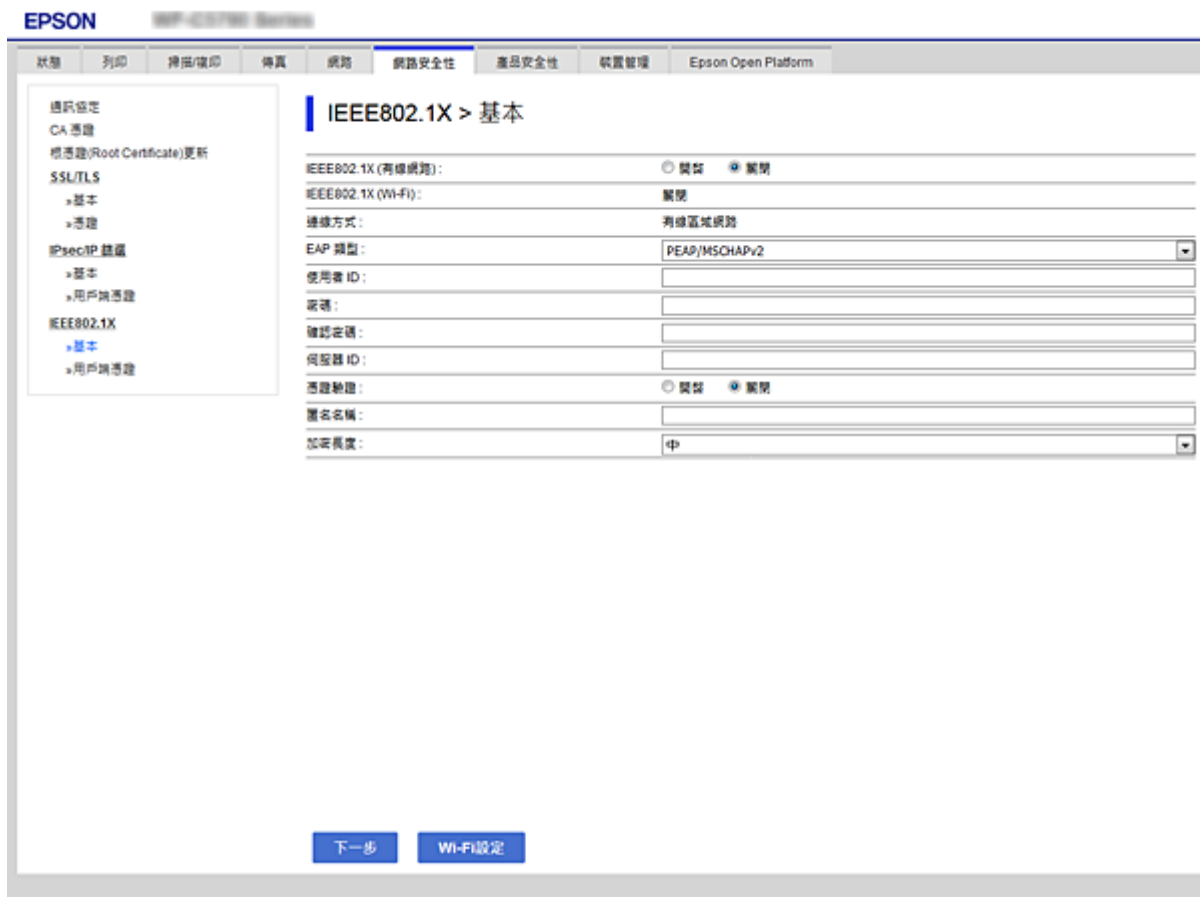 EPSON WF-C5790 Series
狀態 列印 掃描/複印 傳真 網路 網路安全性 產品安全性 裝置管理 Epson Open Platform
通訊協定
CA 憑證
根憑證(Root Certificate)更新
SSL/TLS
»基本
»憑證
IPsec/IP 篩選
»基本
»用戶端憑證
IEEE802.1X
»基本
»用戶端憑證
IEEE802.1X > 基本
IEEE802.1X (有線網路) : 開啟 關閉
IEEE802.1X (Wi-Fi) : 關閉
連線方式 : 有線區域網路
EAP 類型 : PEAP/MSCHAPv2
使用者 ID :
密碼 :
確認密碼 :
伺服器 ID :
憑證驗證 : 開啟 關閉
匿名名稱 :
加密長度 : 中
下一步 Wi-Fi設定